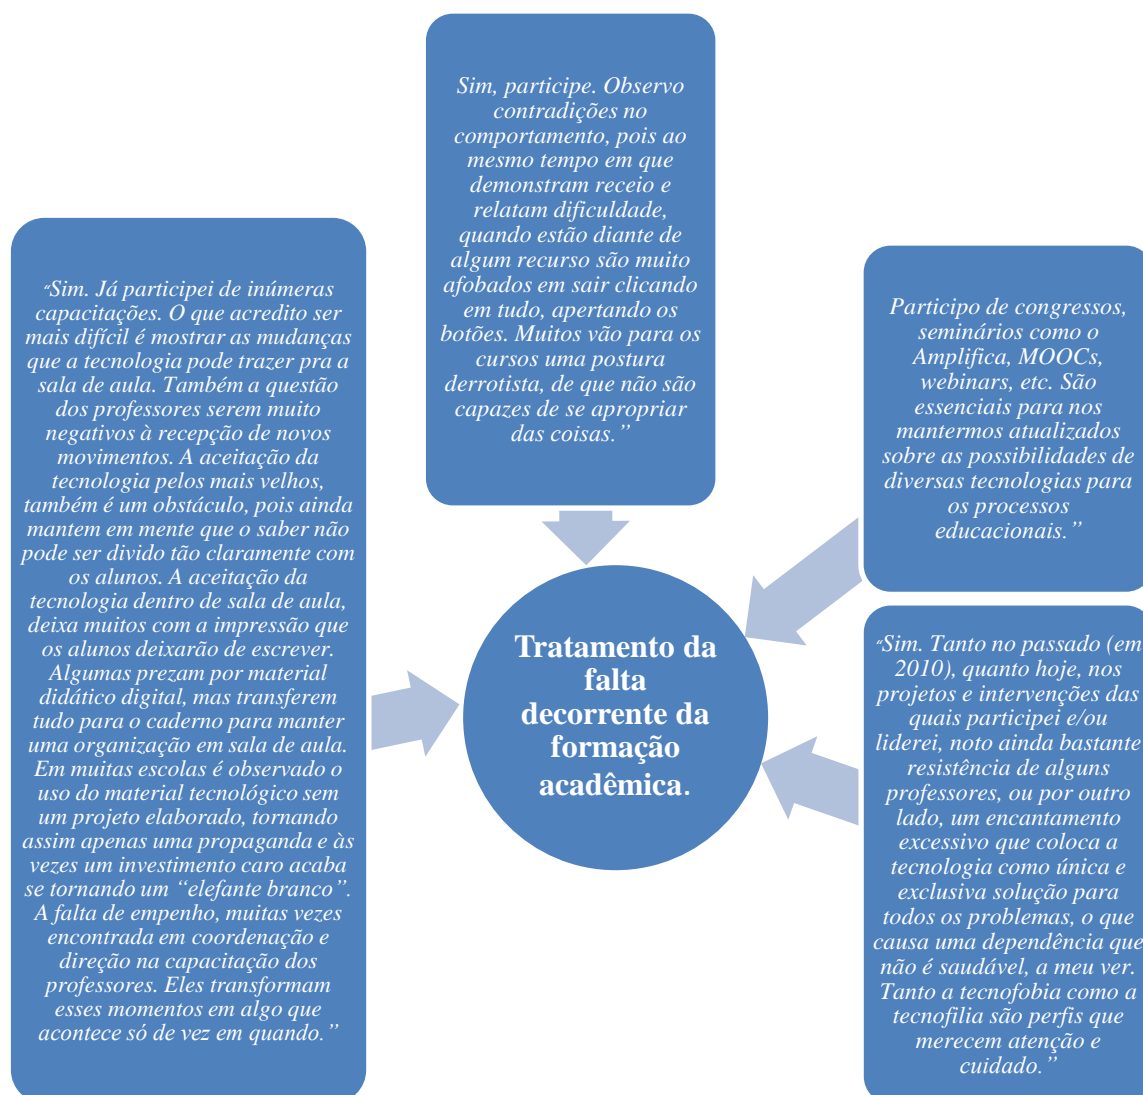 Sim, participe. Observo
contradições no
comportamento, pois ao
mesmo tempo em que
demonstram receio e
relatam dificuldade,
quando estão diante de
algum recurso são muito
afobados em sair clicando
em tudo, apertando os
botões. Muitos vão para os
cursos uma postura
derrotista, de que não são
capazes de se apropriar
das coisas.”
“Sim. Já participei de inúmeras
capacitações. O que acredito ser
mais difícil é mostrar as mudanças
que a tecnologia pode trazer pra a
sala de aula. Também a questão
dos professores serem muito
negativos à recepção de novos
movimentos. A aceitação da
tecnologia pelos mais velhos,
também é um obstáculo, pois ainda
mantem em mente que o saber não
pode ser divido tão claramente com
os alunos. A aceitação da
tecnologia dentro de sala de aula,
deixa muitos com a impressão que
os alunos deixarão de escrever.
Algumas prezam por material
didático digital, mas transferem
tudo para o caderno para manter
uma organização em sala de aula.
Em muitas escolas é observado o
uso do material tecnológico sem
um projeto elaborado, tornando
assim apenas uma propaganda e às
vezes um investimento caro acaba
se tornando um “elefante branco”.
A falta de empenho, muitas vezes
encontrada em coordenação e
direção na capacitação dos
professores. Eles transformam
esses momentos em algo que
acontece só de vez em quando.”
Participo de congressos,
seminários como o
Amplifica, MOOCs,
webinars, etc. São
essenciais para nos
mantermos atualizados
sobre as possibilidades de
diversas tecnologias para
os processos
educacionais.”
Tratamento da
falta
decorrente da
formação
acadêmica.
“Sim. Tanto no passado (em
2010), quanto hoje, nos
projetos e intervenções das
quais participei e/ou
liderei, noto ainda bastante
resistência de alguns
professores, ou por outro
lado, um encantamento
excessivo que coloca a
tecnologia como única e
exclusiva solução para
todos os problemas, o que
causa uma dependência que
não é saudável, a meu ver.
Tanto a tecnofobia como a
tecnofilia são perfis que
merecem atenção e
cuidado.”